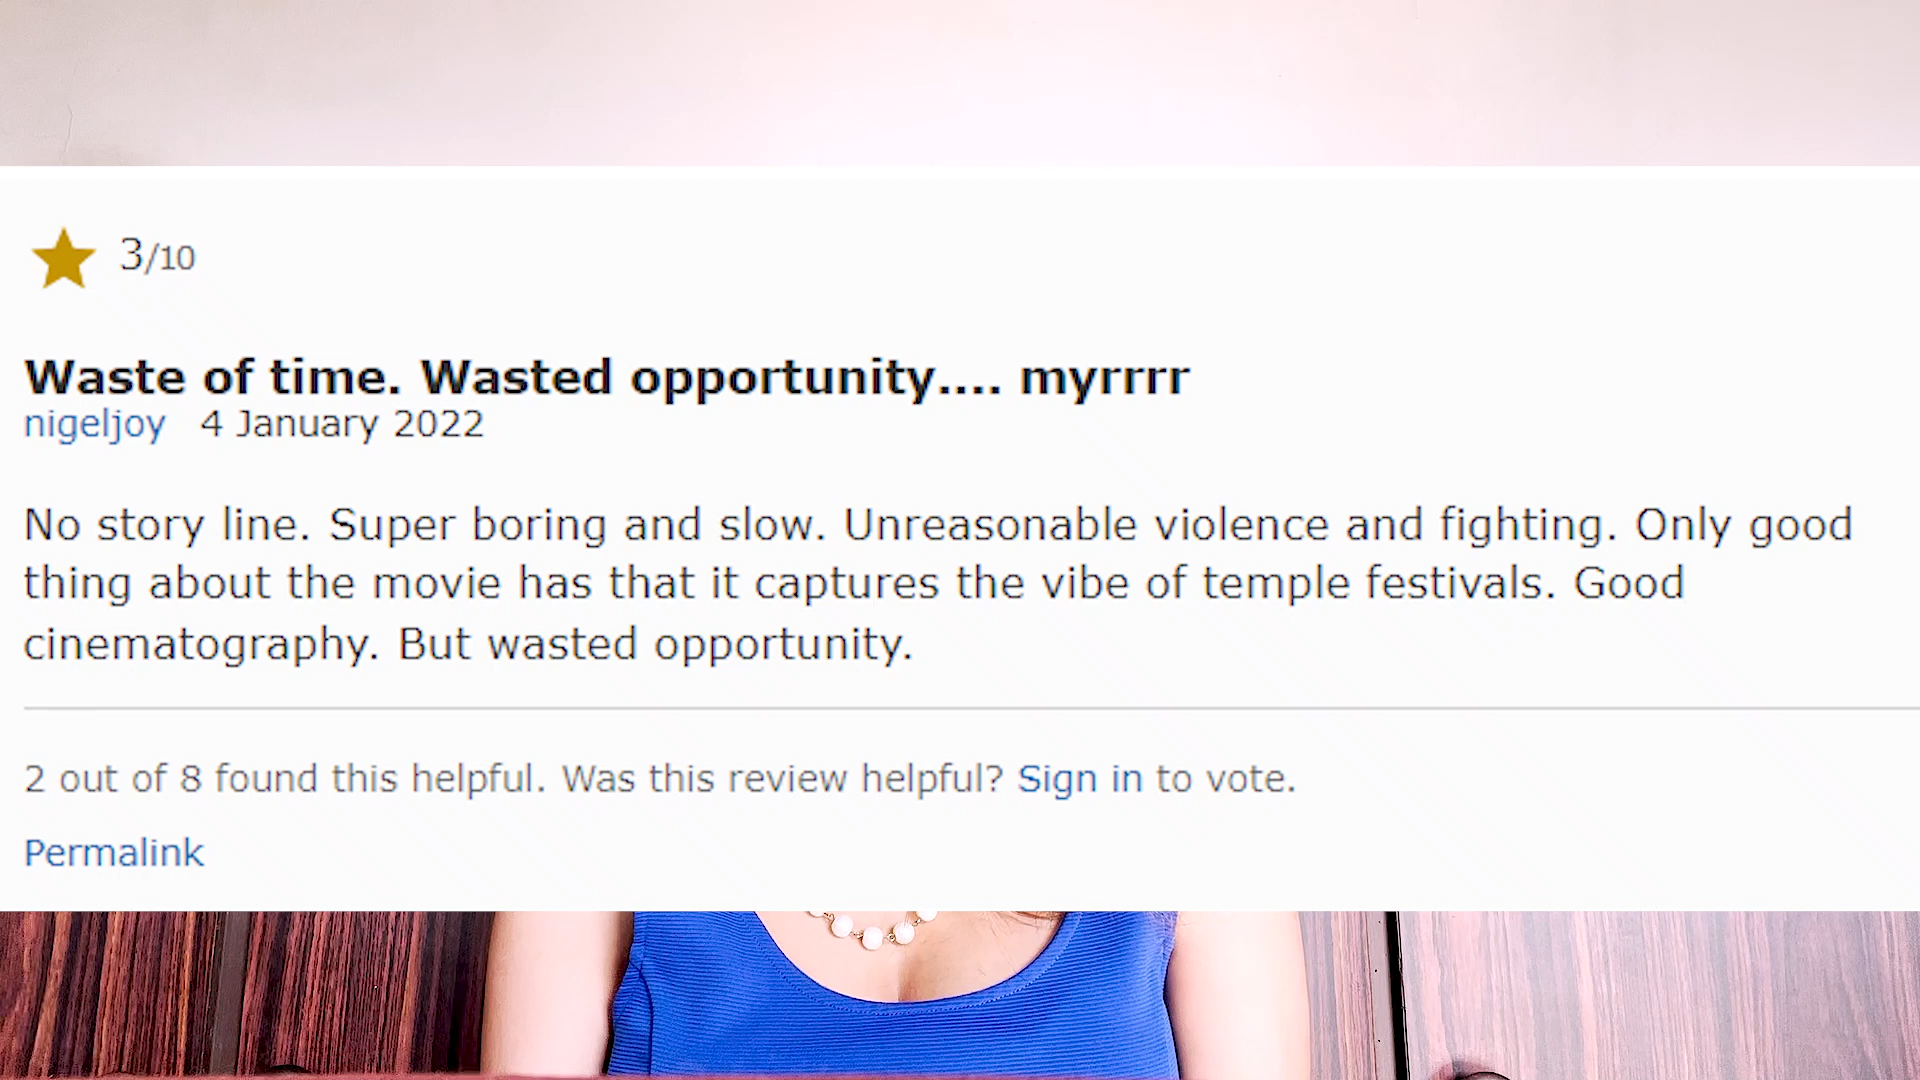 3/10
Waste of time. Wasted opportunity.... myrrrr
nigeljoy 4 January 2022
No story line. Super boring and slow. Unreasonable violence and fighting. Only good
thing about the movie has that it captures the vibe of temple festivals. Good
cinematography. But wasted opportunity.
2 out of 8 found this helpful. Was this review helpful? Sign in to vote.
Permalink